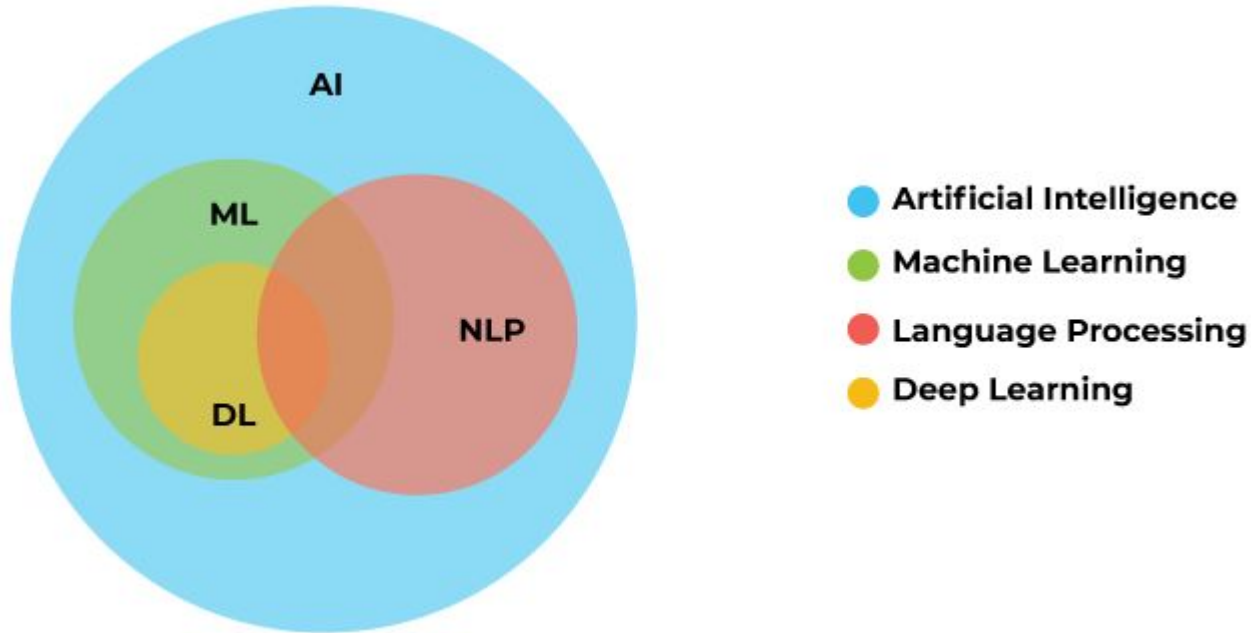 AI
ML
NLP
DL
Artificial Intelligence
Machine Learning
Language Processing
Deep Learning